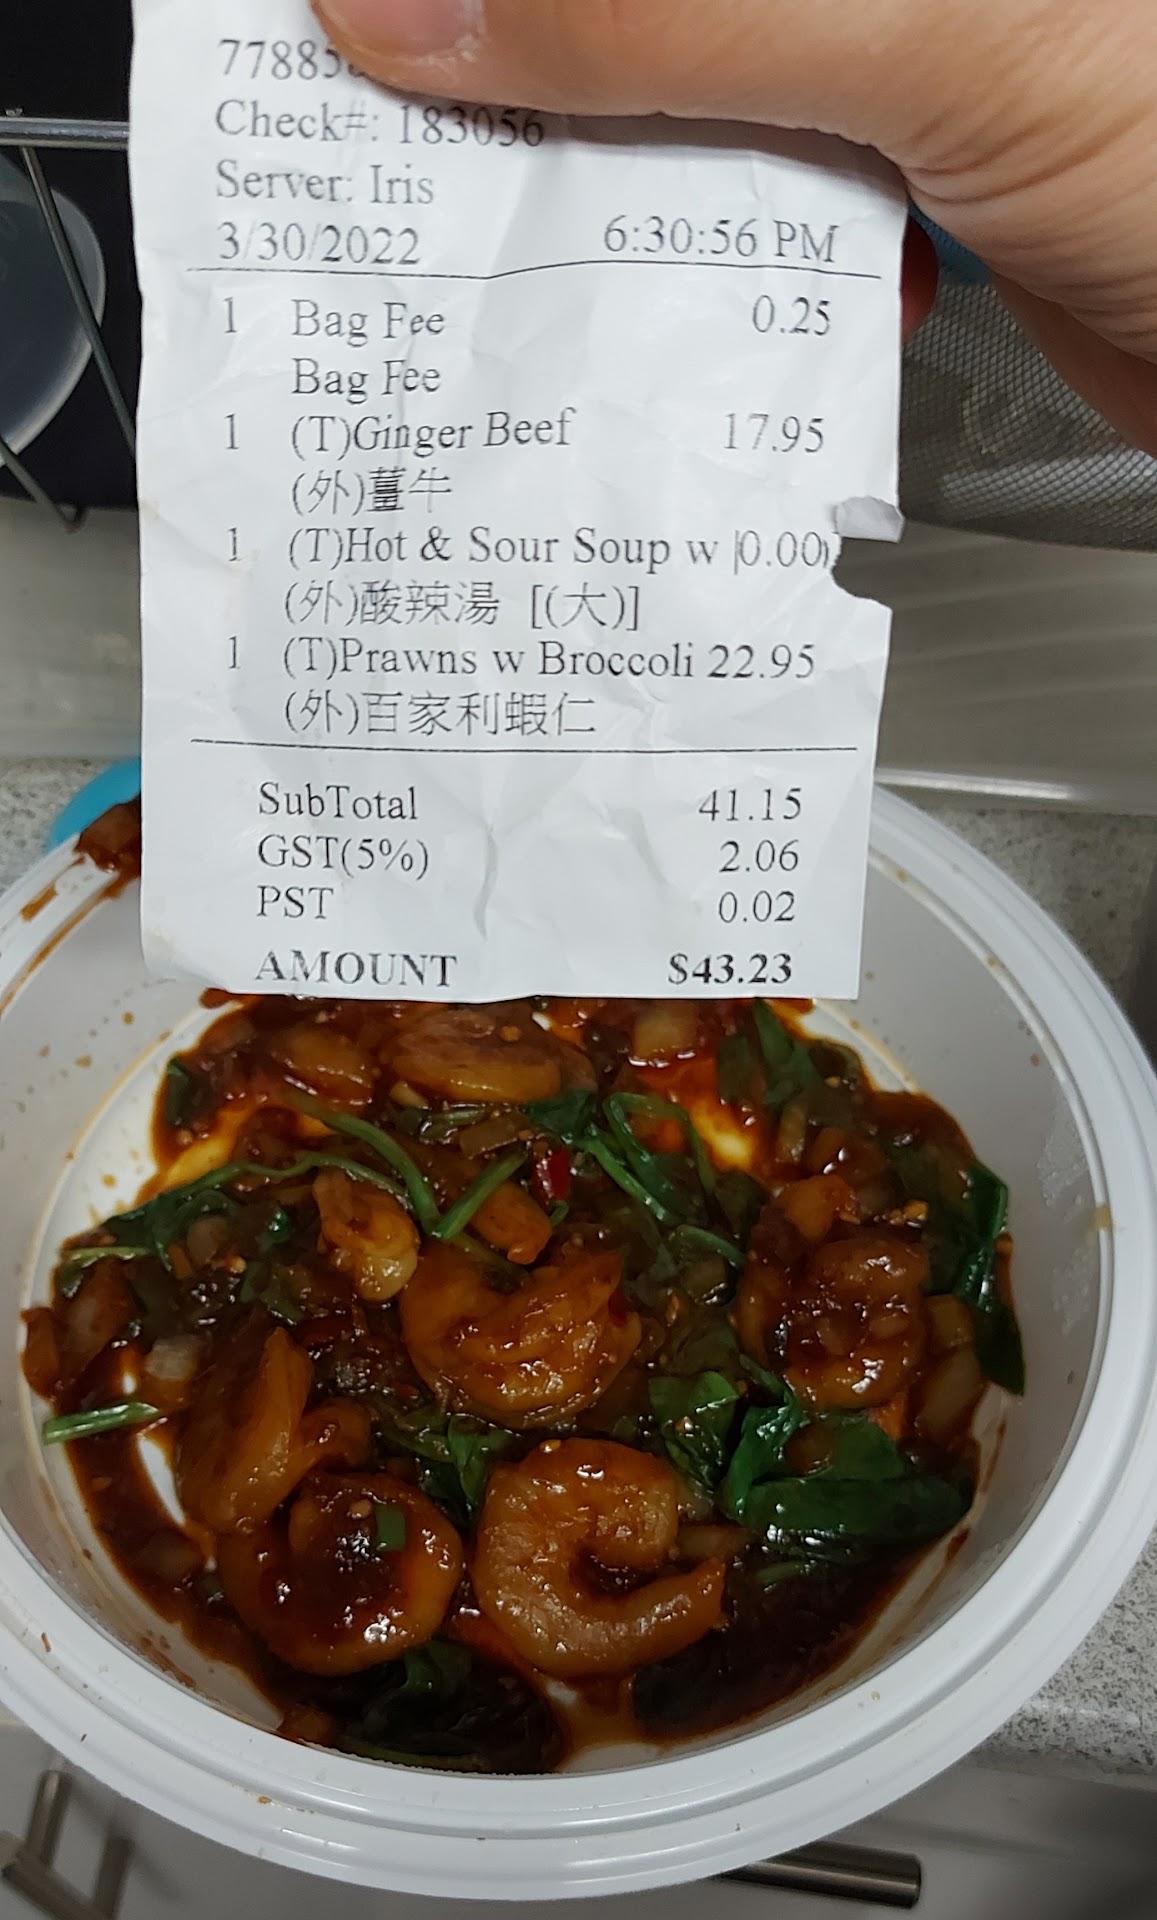 Check#: 183056
Server: Iris
3/30/2022 6:30:56 PM
1 Bag Fee 0.25
Bag Fee
1 (T)Ginger Beef 17.95
(外)薑牛
1 (T)Hot & Sour Soup w 0.00
(外)酸辣湯 [(大)]
1 (T)Prawns w Broccoli 22.95
(外)百家利蝦仁
SubTotal 41.15
GST(5%) 2.06
PST 0.02
AMOUNT $43.23